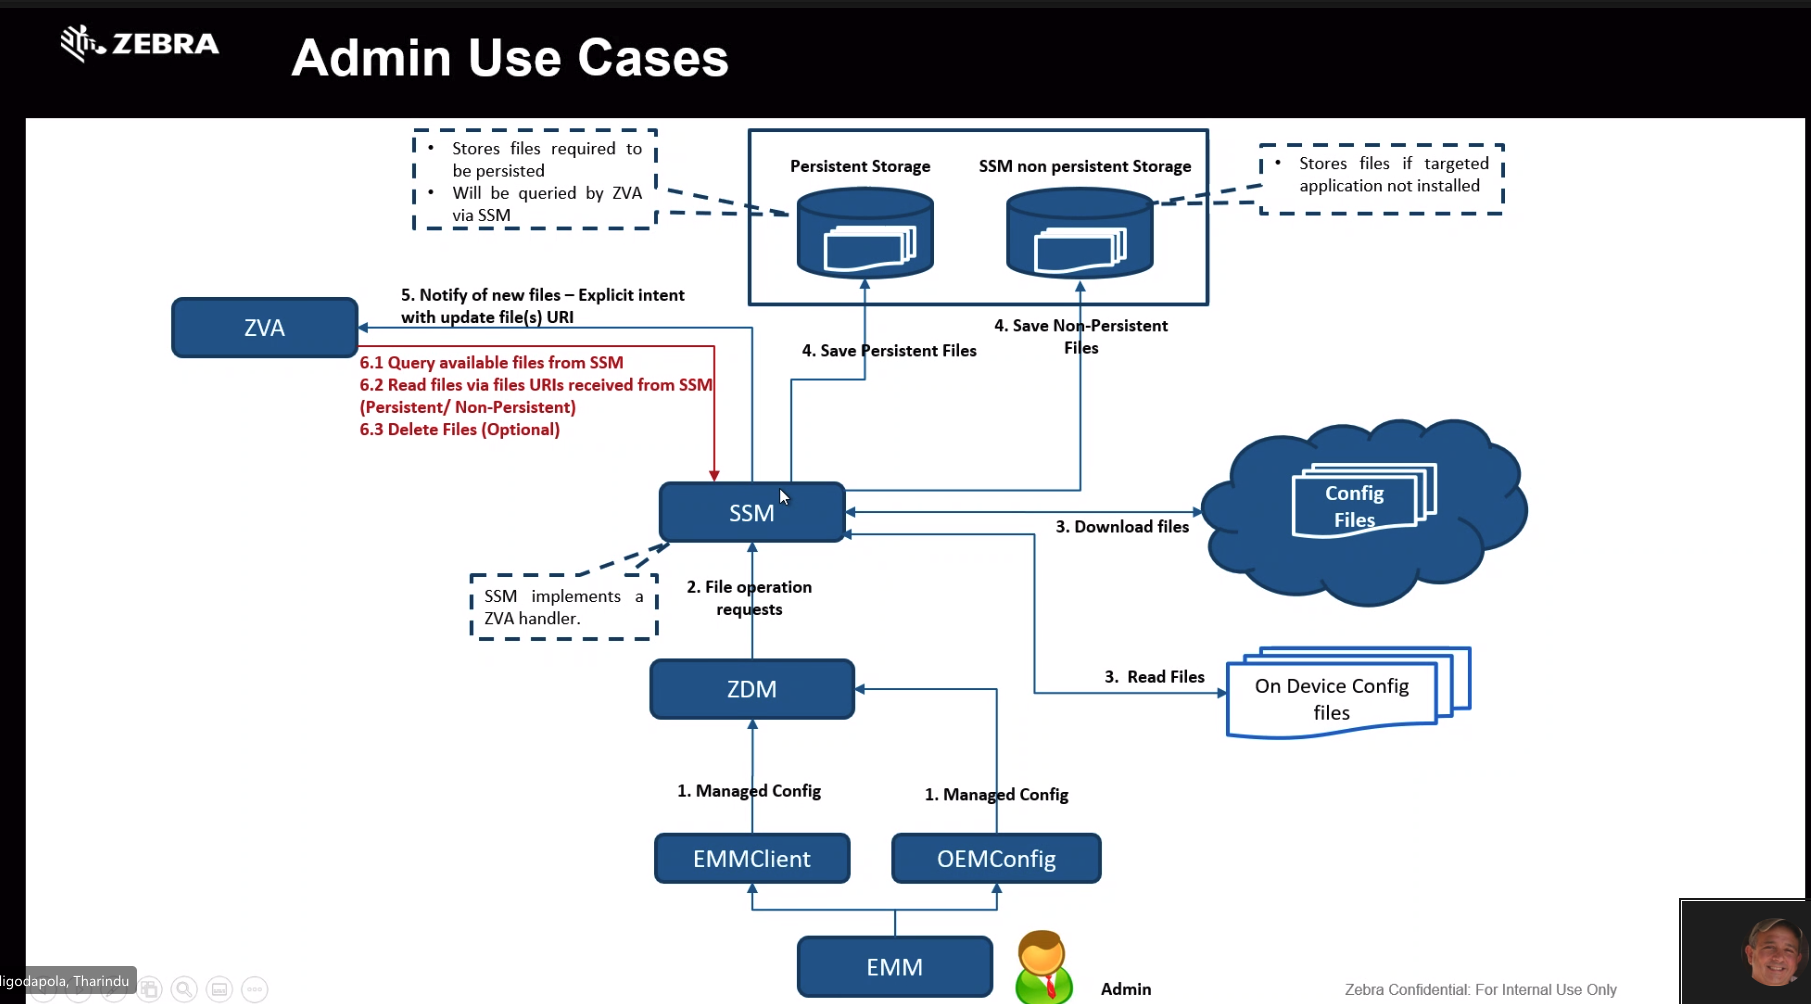 ZEBRA
Admin Use Cases
• Stores files required to
be persisted
• Will be queried by ZVA
via SSM
Persistent Storage
SSM non persistent Storage
• Stores files if targeted
application not installed
5. Notify of new files – Explicit intent
with update file(s) URI
ZVA
4. Save Non-Persistent
Files
4. Save Persistent Files
6.1 Query available files from SSM
6.2 Read files via files URIs received from SSM
(Persistent/ Non-Persistent)
6.3 Delete Files (Optional)
Config
Files
SSM
3. Download files
SSM implements a
ZVA handler.
2. File operation
requests
3. Read Files
On Device Config
files
ZDM
1. Managed Config
1. Managed Config
EMMClient
OEMConfig
EMM
Admin
igodapola, Tharindu
Zebra Confidential: For Internal Use Only